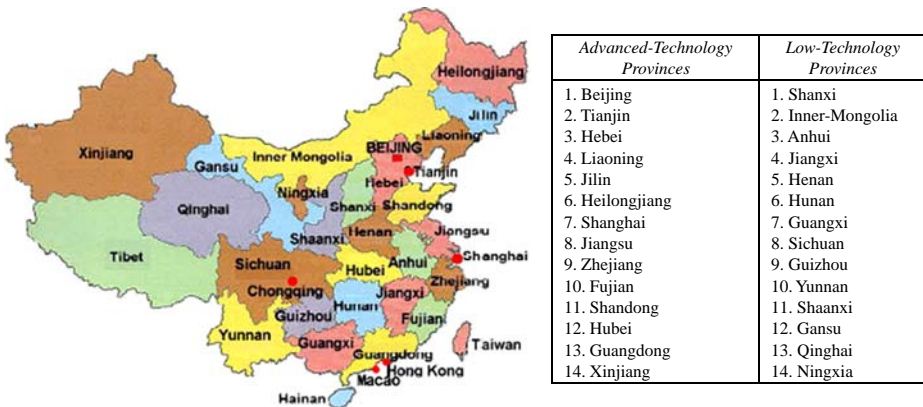 Heilongjiang
Jilin
Liaoning
Xinjiang
Inner Mongolia
BEIJING
Gansu
Tianjin
Hebei
Ningxia
Qinghai
Shanxi
Shandong
Shaanxi
Henan
Jiangsu
Tibet
Sichuan
Anhui
Shanghai
Hubei
Chongqing
Zhejiang
Hunan
Jiangxi
Guizhou
Fujian
Yunnan
Guangxi
Guangdong
Taiwan
Hong Kong
Macao
Hainan
Advanced-Technology
Provinces
1. Beijing
2. Tianjin
3. Hebei
4. Liaoning
5. Jilin
6. Heilongjiang
7. Shanghai
8. Jiangsu
9. Zhejiang
10. Fujian
11. Shandong
12. Hubei
13. Guangdong
14. Xinjiang
Low-Technology
Provinces
1. Shanxi
2. Inner-Mongolia
3. Anhui
4. Jiangxi
5. Henan
6. Hunan
7. Guangxi
8. Sichuan
9. Guizhou
10. Yunnan
11. Shaanxi
12. Gansu
13. Qinghai
14. Ningxia